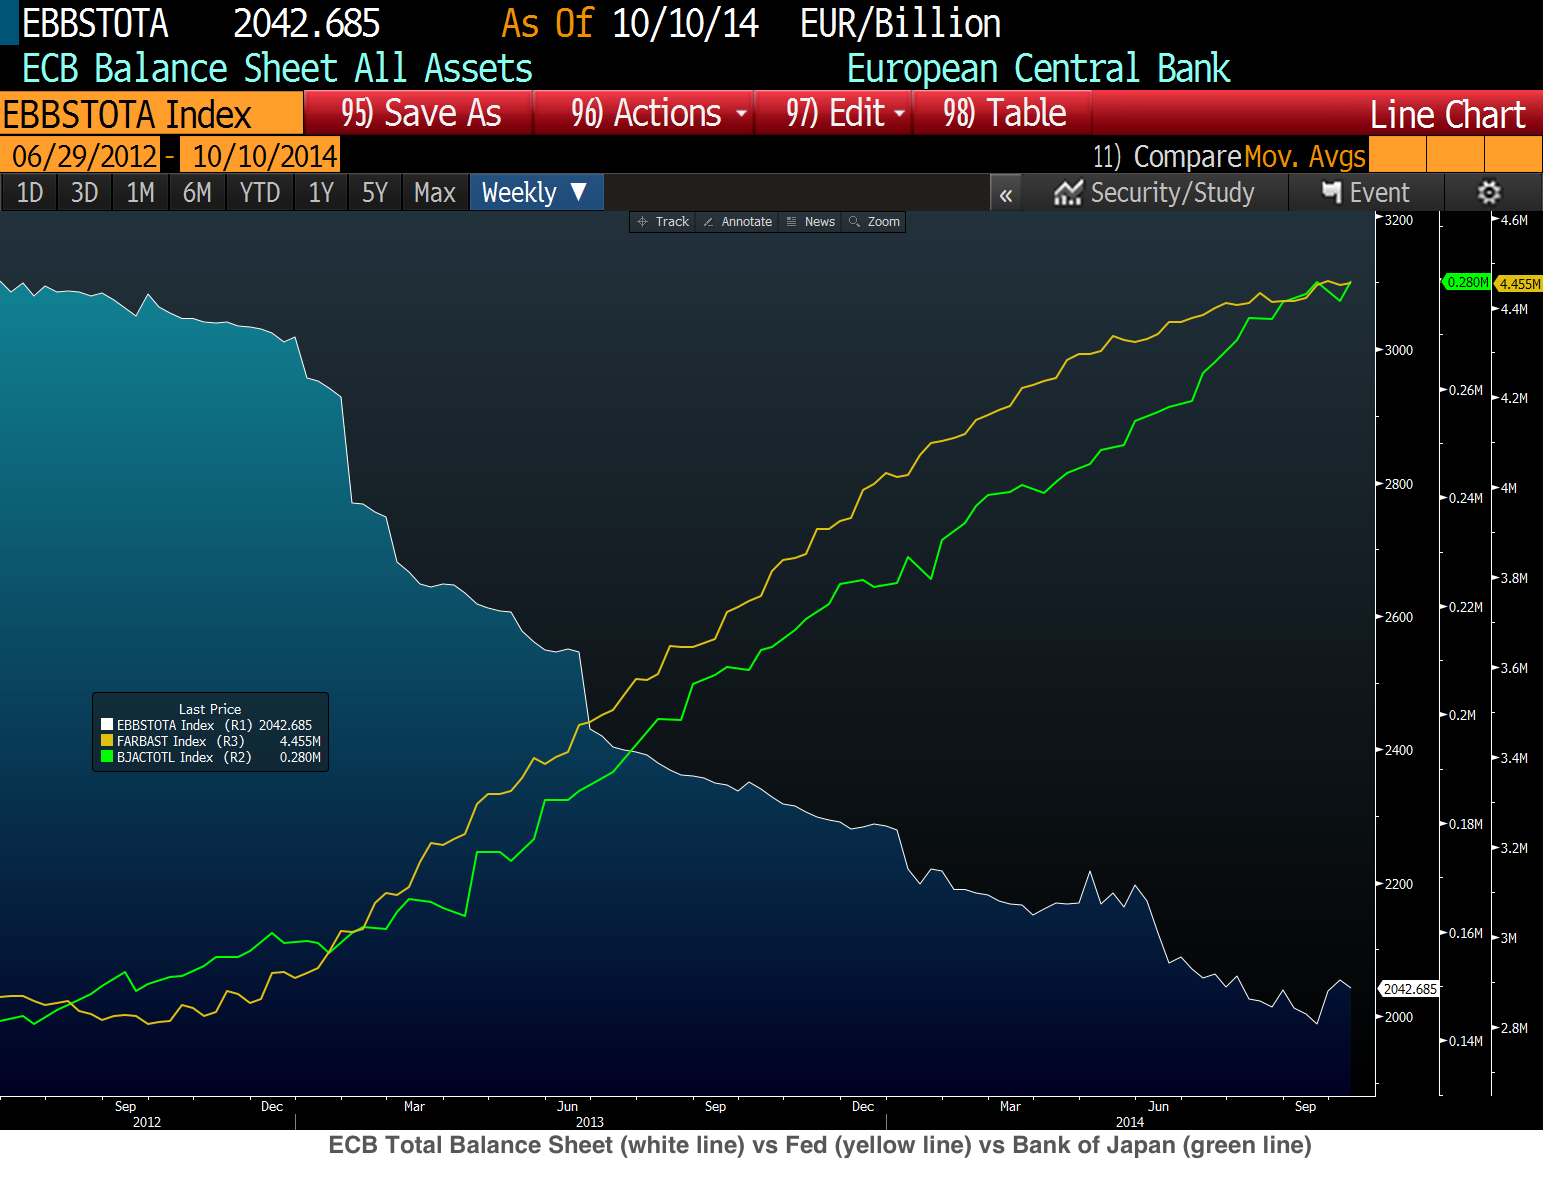 EBBSTOTA 2042.685 As Of 10/10/14 EUR/Billion
ECB Balance Sheet All Assets European Central Bank
EBBSTOTA Index 95) Save As 96) Actions 97) Edit 98) Table Line Chart
06/29/2012 - 10/10/2014 11) Compare Mov. Avgs
1D 3D 1M 6M YTD 1Y 5Y Max Weekly ▼ « Security/Study Event
Track Annotate News Zoom
3200
3000
2800
2600
2400
2200
2042.685
2000
0.280M
0.26M
0.24M
0.22M
0.2M
0.18M
0.16M
0.14M
4.6M
4.455M
4.4M
4.2M
4M
3.8M
3.6M
3.4M
3.2M
3M
2.8M
Last Price
EBBSTOTA Index (R1) 2042.685
FARBAST Index (R3) 4.455M
BJACTOTL Index (R2) 0.280M
Sep Dec Mar Jun Sep Dec Mar Jun Sep
2012 2013 2014
ECB Total Balance Sheet (white line) vs Fed (yellow line) vs Bank of Japan (green line)